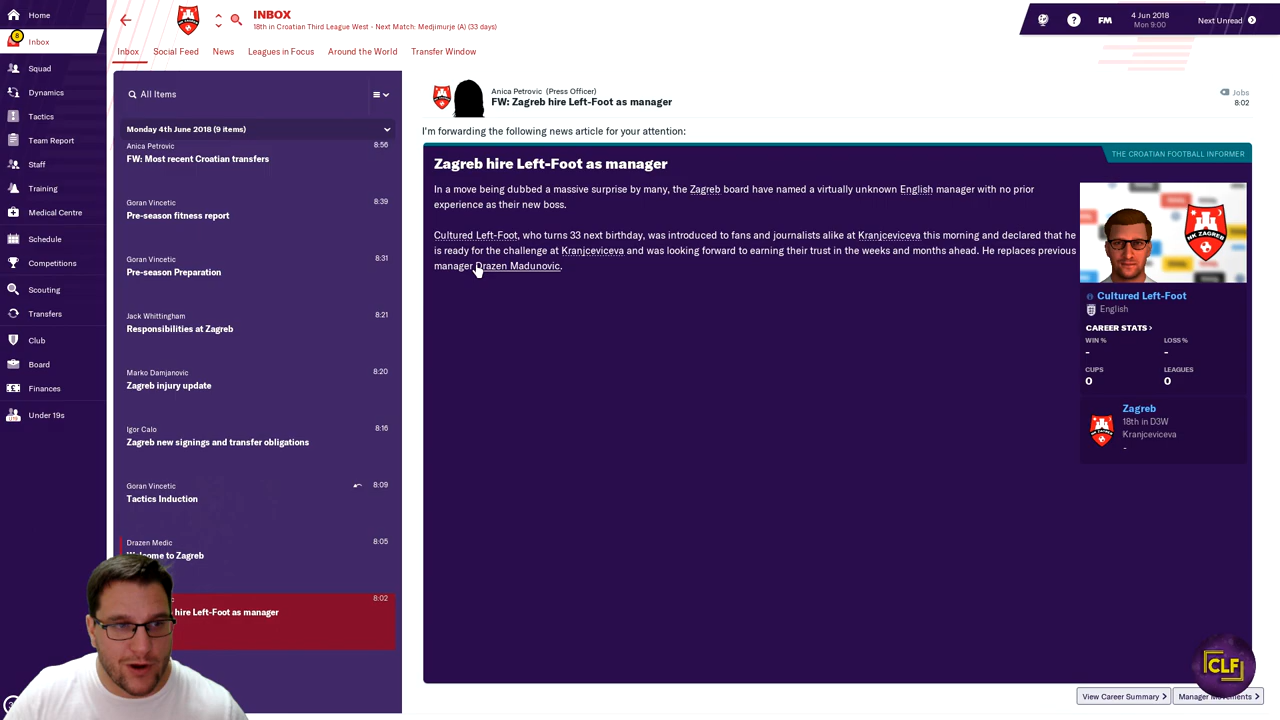 Home
8
Inbox
Squad
Dynamics
Tactics
Team Report
Staff
Training
Medical Centre
Schedule
Competitions
Scouting
Transfers
Club
Board
Finances
Under 19s
INBOX
18th in Croatian Third League West - Next Match: Medjimurje (A) (33 days)
?
FM
4 Jun 2018
Mon 9:00
Next Unread
Inbox
Social Feed
News
Leagues in Focus
Around the World
Transfer Window
All Items
Monday 4th June 2018 (9 items)
Anica Petrovic 8:56
FW: Most recent Croatian transfers
Goran Vincetic 8:39
Pre-season fitness report
Goran Vincetic 8:31
Pre-season Preparation
Jack Whittingham 8:21
Responsibilities at Zagreb
Marko Damjanovic 8:20
Zagreb injury update
Igor Calo 8:16
Zagreb new signings and transfer obligations
Goran Vincetic 8:09
Tactics Induction
Drazen Medic 8:05
Welcome to Zagreb
8:02
hire Left-Foot as manager
Anica Petrovic (Press Officer)
FW: Zagreb hire Left-Foot as manager
Jobs
8:02
I'm forwarding the following news article for your attention:
THE CROATIAN FOOTBALL INFORMER
Zagreb hire Left-Foot as manager
In a move being dubbed a massive surprise by many, the Zagreb board have named a virtually unknown English manager with no prior
experience as their new boss.
Cultured Left-Foot, who turns 33 next birthday, was introduced to fans and journalists alike at Kranjceviceva this morning and declared that he
is ready for the challenge at Kranjceviceva and was looking forward to earning their trust in the weeks and months ahead. He replaces previous
manager Drazen Madunovic.
NK ZAGREB
Cultured Left-Foot
English
CAREER STATS >
WIN % LOSS %
- -
CUPS LEAGUES
0 0
Zagreb
18th in D3W
Kranjceviceva
-
CLF
View Career Summary >
Manager Movements >